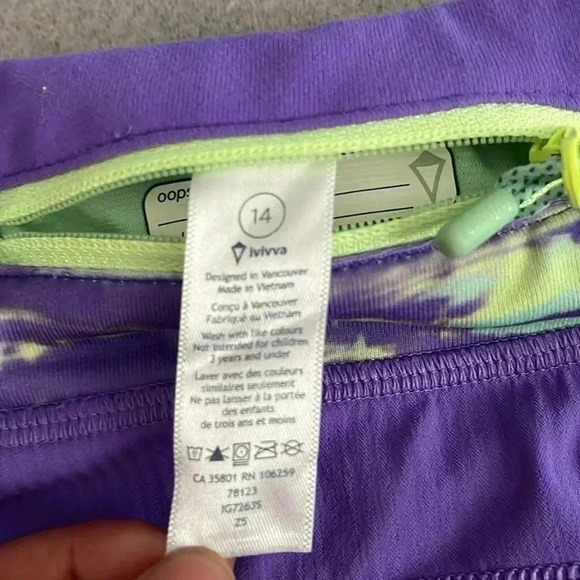 oops
14
ivivva
Designed in Vancouver
Made in Vietnam
Conçu à Vancouver
Fabriqué au Vietnam
Wash with like colours
Not intended for children
3 years and under
Laver avec des couleurs
similaires seulement
Ne pas laisser à la portée
des enfants
de trois ans et moins
CA 35801 RN 106259
78123
IG7263S
Z5